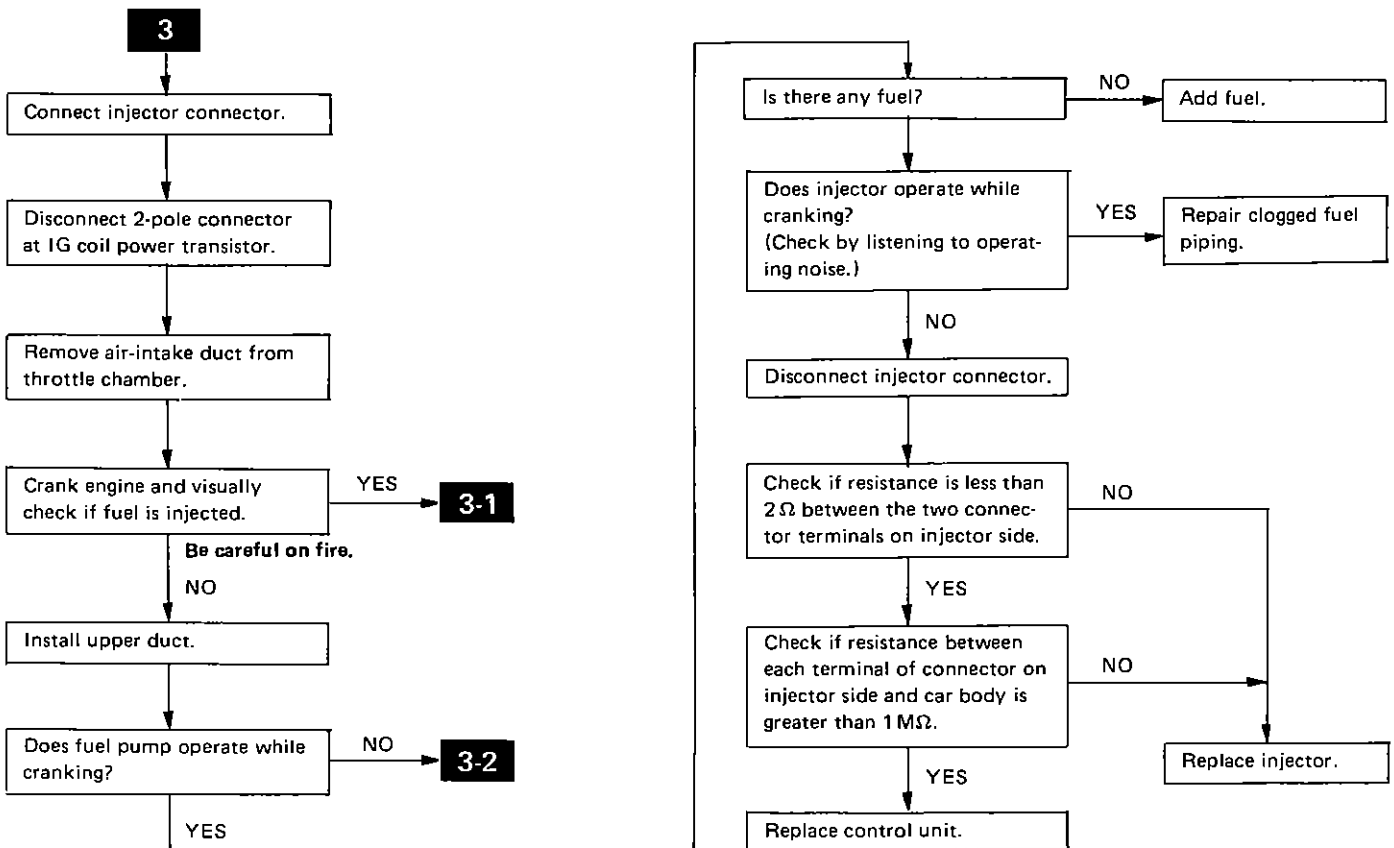 3
Connect injector connector.
Disconnect 2-pole connector
at IG coil power transistor.
Remove air-intake duct from
throttle chamber.
Crank engine and visually
check if fuel is injected.
YES
3-1
Be careful on fire.
NO
Install upper duct.
Does fuel pump operate while
cranking?
NO
3-2
YES
Is there any fuel?
NO
Add fuel.
Does injector operate while
cranking?
(Check by listening to operat-
ing noise.)
YES
Repair clogged fuel
piping.
NO
Disconnect injector connector.
Check if resistance is less than
2 Ω between the two connec-
tor terminals on injector side.
NO
YES
Check if resistance between
each terminal of connector on
injector side and car body is
greater than 1 MΩ.
NO
Replace injector.
YES
Replace control unit.